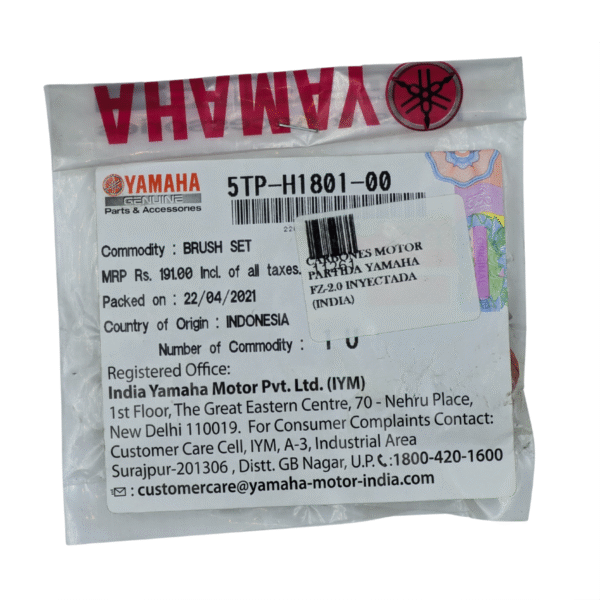 YAMAHA
YAMAHA
GENUINE
Parts & Accessories
5TP-H1801-00
Commodity : BRUSH SET
MRP Rs. 191.00 Incl. of all taxes.
Packed on : 22/04/2021
Country of Origin : INDONESIA
Number of Commodity : 1 U
CARBONES MOTOR
PARTIDA YAMAHA
FZ-2.0 INYECTADA
(INDIA)
Registered Office:
India Yamaha Motor Pvt. Ltd. (IYM)
1st Floor, The Great Eastern Centre, 70 - Nehru Place,
New Delhi 110019. For Consumer Complaints Contact:
Customer Care Cell, IYM, A-3, Industrial Area
Surajpur-201306 , Distt. GB Nagar, U.P. :1800-420-1600
: customercare@yamaha-motor-india.com